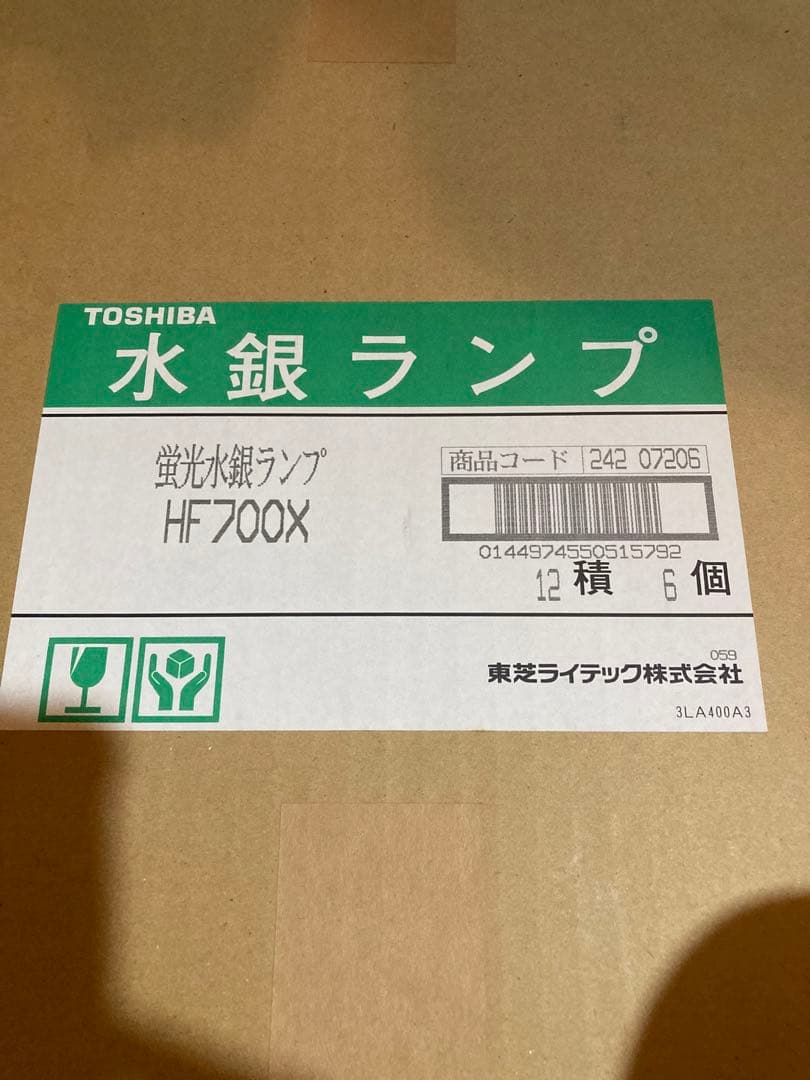 TOSHIBA
水銀ランプ
蛍光水銀ランプ
HF700X
商品コード 242 07206
0144974550515792
12 積 6 個
059
東芝ライテック株式会社
3LA400A3